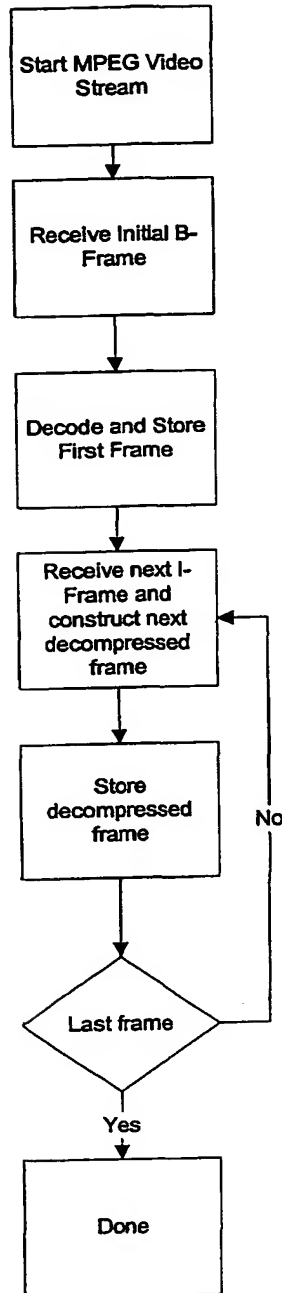 Start MPEG Video
Stream
Receive Initial B-
Frame
Decode and Store
First Frame
Receive next I-
Frame and
construct next
decompressed
frame
Store
decompressed
frame
No
Last frame
Yes
Done